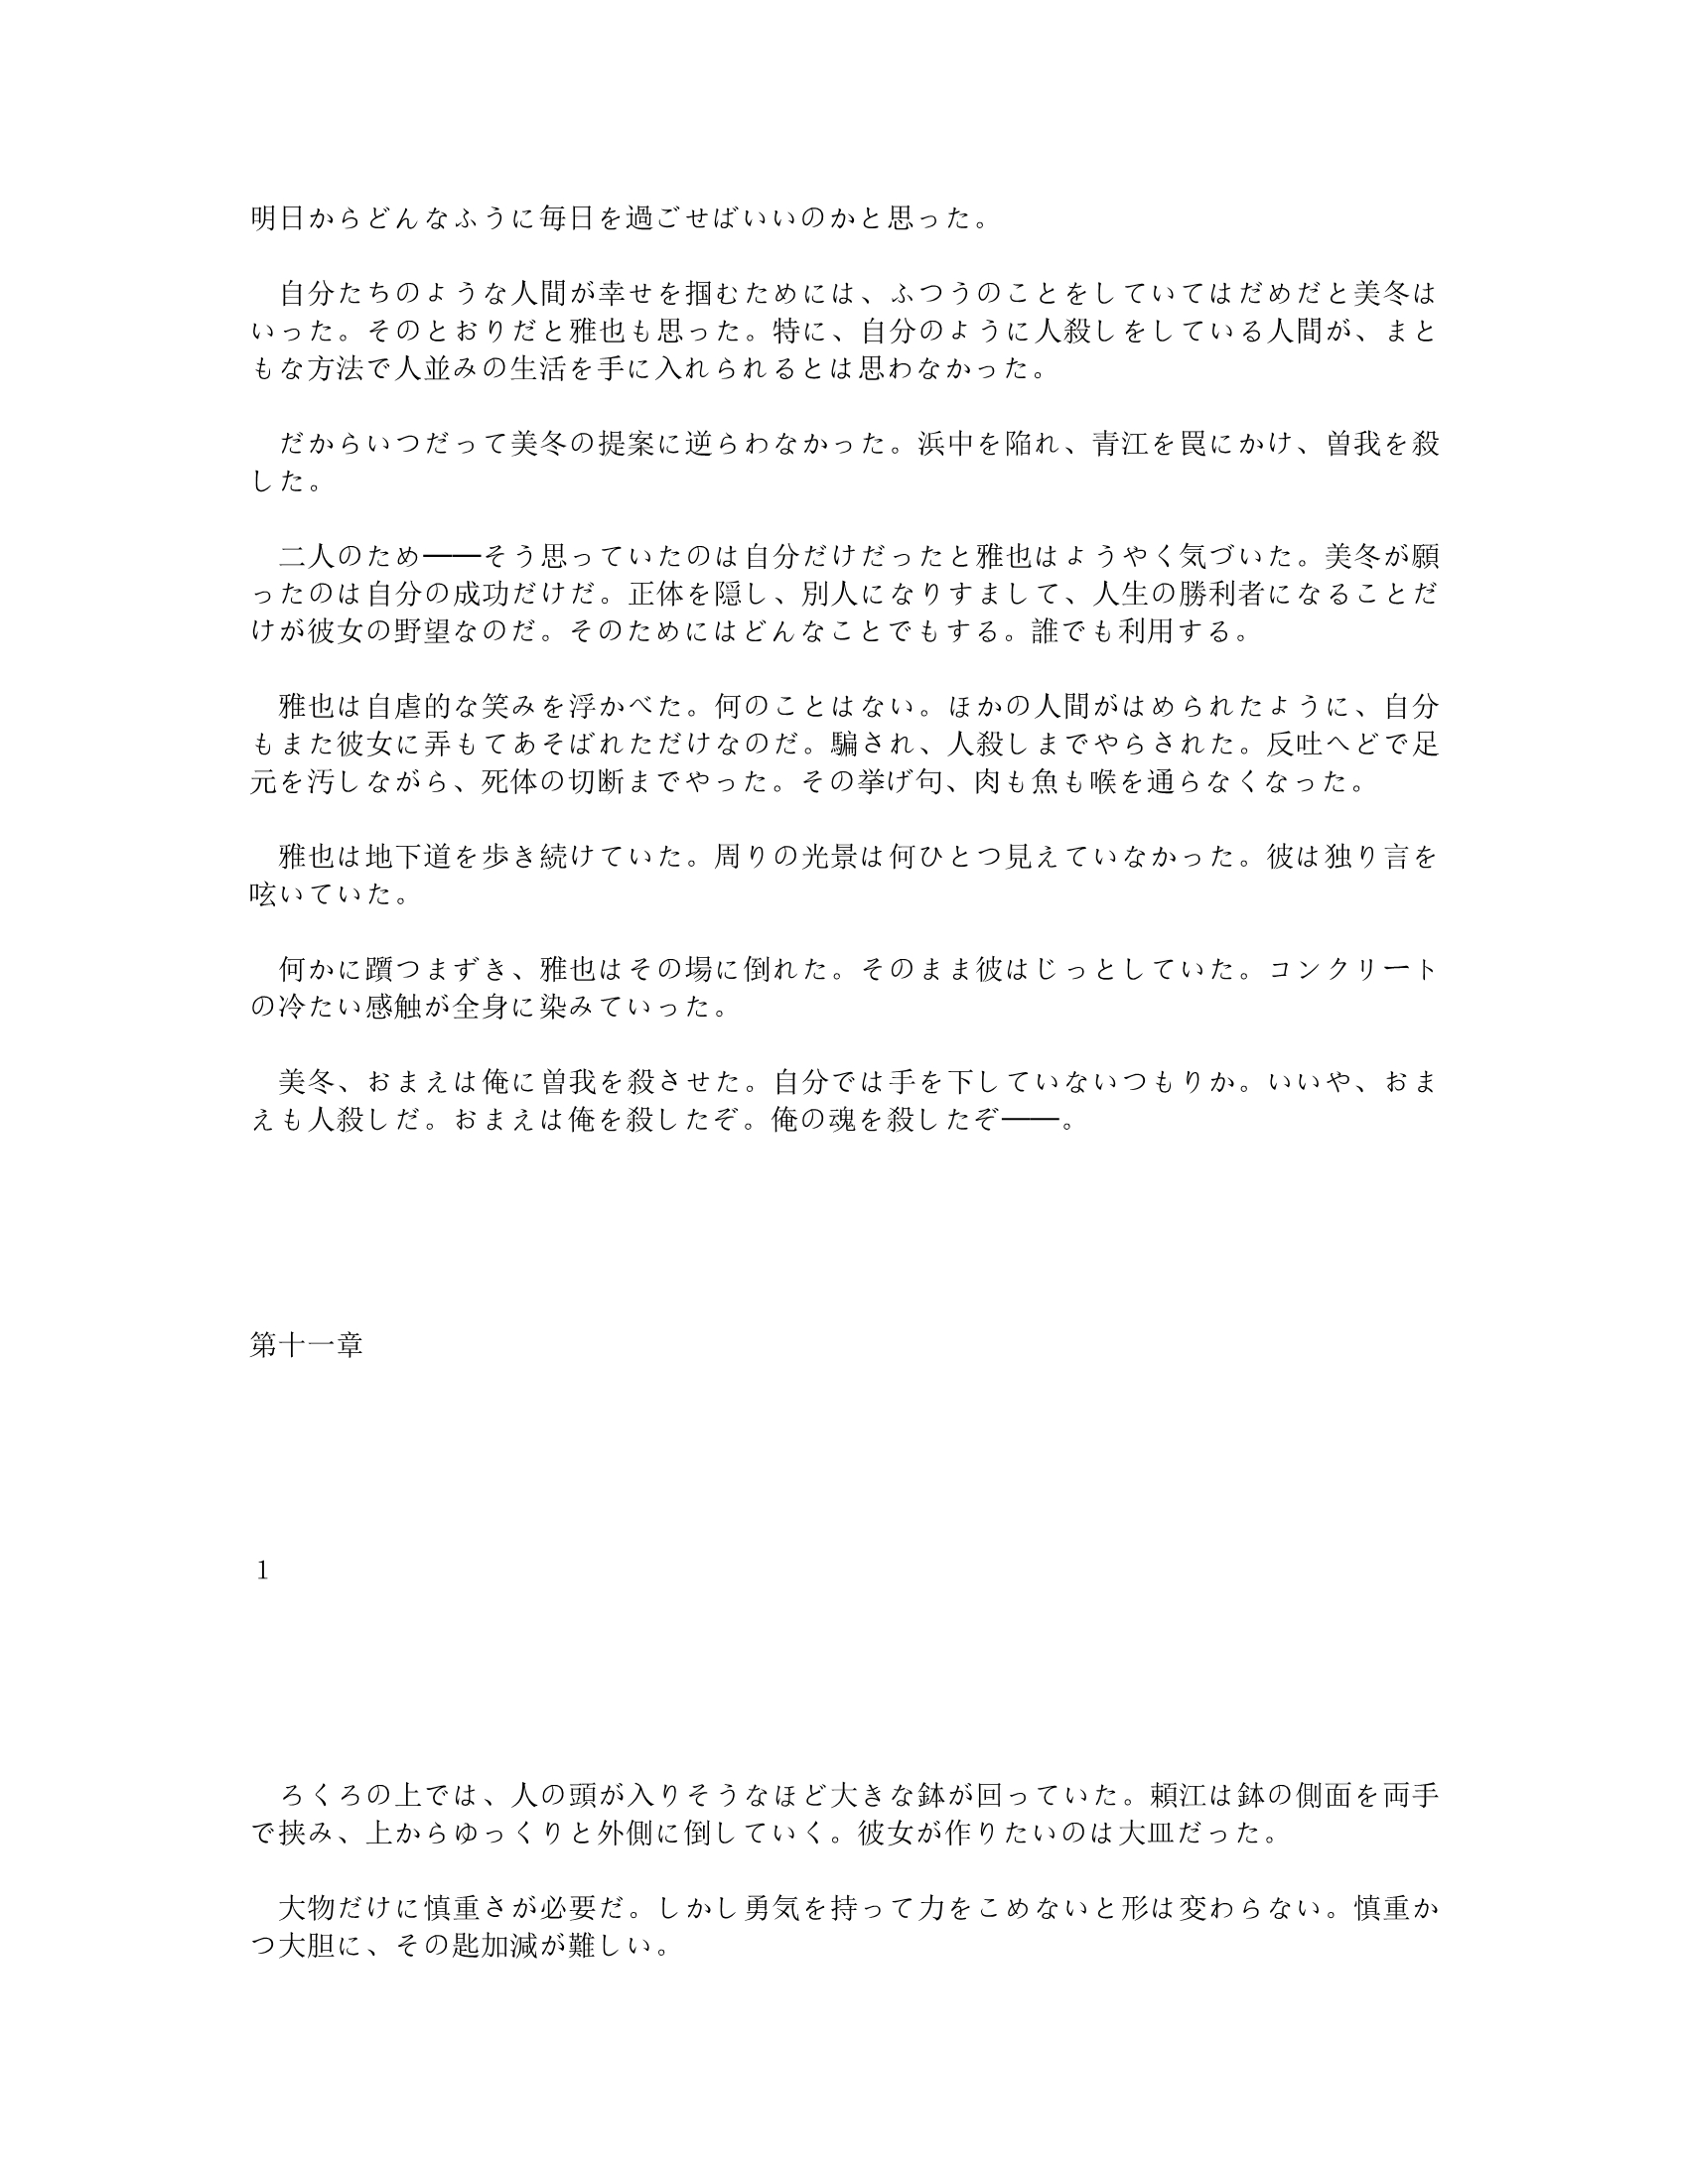 明日からどんなふうに毎日を過ごせばいいのかと思った。
　自分たちのような人間が幸せを掴むためには、ふつうのことをしていてはだめだと美冬は
いった。そのとおりだと雅也も思った。特に、自分のように人殺しをしている人間が、まと
もな方法で人並みの生活を手に入れられるとは思わなかった。
　だからいつだって美冬の提案に逆らわなかった。浜中を陥れ、青江を罠にかけ、曽我を殺
した。
　二人のため――そう思っていたのは自分だけだったと雅也はようやく気づいた。美冬が願
ったのは自分の成功だけだ。正体を隠し、別人になりすまして、人生の勝利者になることだ
けが彼女の野望なのだ。そのためにはどんなことでもする。誰でも利用する。
　雅也は自虐的な笑みを浮かべた。何のことはない。ほかの人間がはめられたように、自分
もまた彼女に弄もてあそばれただけなのだ。騙され、人殺しまでやらされた。反吐へどで足
元を汚しながら、死体の切断までやった。その挙げ句、肉も魚も喉を通らなくなった。
　雅也は地下道を歩き続けていた。周りの光景は何ひとつ見えていなかった。彼は独り言を
呟いていた。
　何かに躓つまずき、雅也はその場に倒れた。そのまま彼はじっとしていた。コンクリート
の冷たい感触が全身に染みていった。
　美冬、おまえは俺に曽我を殺させた。自分では手を下していないつもりか。いいや、おま
えも人殺しだ。おまえは俺を殺したぞ。俺の魂を殺したぞ――。
第十一章
１
　ろくろの上では、人の頭が入りそうなほど大きな鉢が回っていた。頼江は鉢の側面を両手
で挟み、上からゆっくりと外側に倒していく。彼女が作りたいのは大皿だった。
　大物だけに慎重さが必要だ。しかし勇気を持って力をこめないと形は変わらない。慎重か
つ大胆に、その匙加減が難しい。